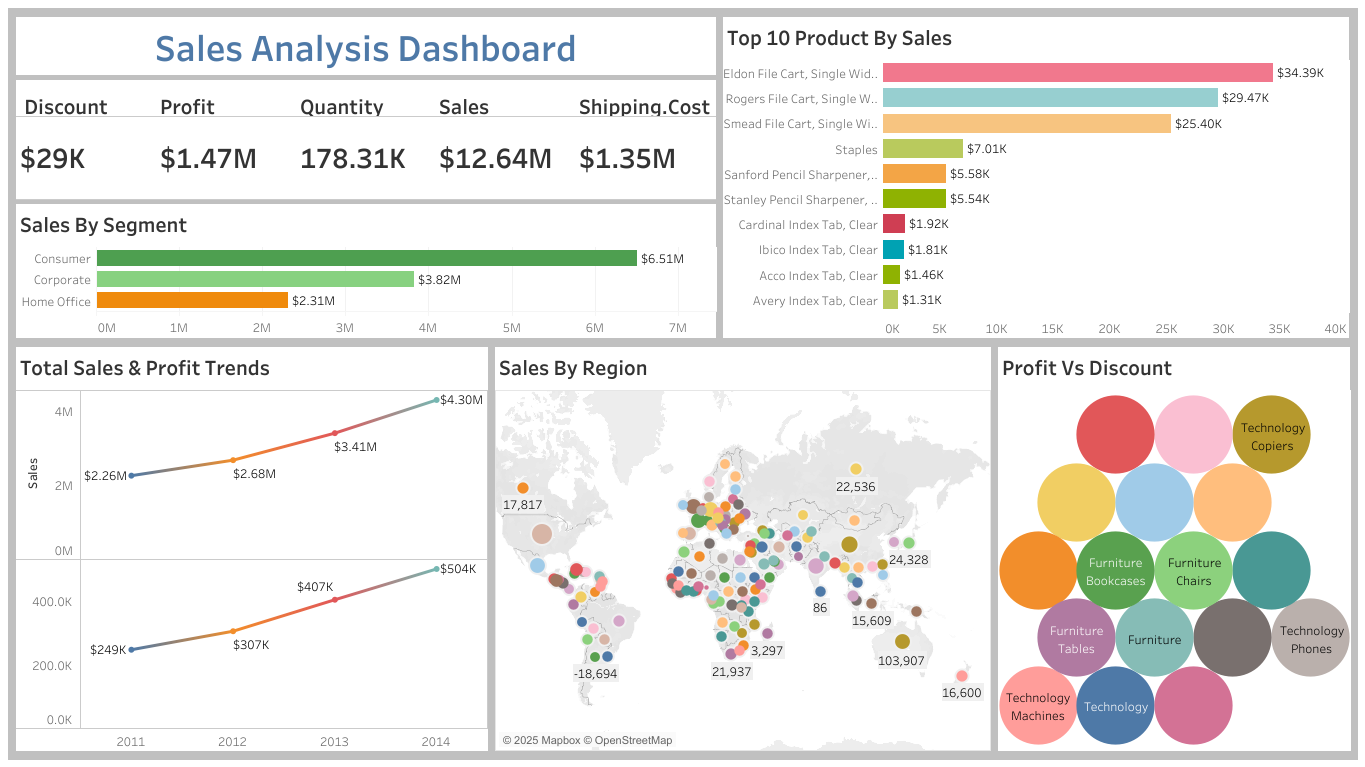 Sales Analysis Dashboard
Discount Profit Quantity Sales Shipping.Cost
$29K $1.47M 178.31K $12.64M $1.35M
Sales By Segment
Consumer $6.51M
Corporate $3.82M
Home Office $2.31M
0M 1M 2M 3M 4M 5M 6M 7M
Top 10 Product By Sales
Eldon File Cart, Single Wid.. $34.39K
Rogers File Cart, Single W.. $29.47K
Smead File Cart, Single Wi.. $25.40K
Staples $7.01K
Sanford Pencil Sharpener,.. $5.58K
Stanley Pencil Sharpener, .. $5.54K
Cardinal Index Tab, Clear $1.92K
Ibico Index Tab, Clear $1.81K
Acco Index Tab, Clear $1.46K
Avery Index Tab, Clear $1.31K
0K 5K 10K 15K 20K 25K 30K 35K 40K
Total Sales & Profit Trends
Sales
4M
2M
0M
$2.26M
$2.68M
$3.41M
$4.30M
400.0K
200.0K
0.0K
$249K
$307K
$407K
$504K
2011 2012 2013 2014
Sales By Region
17,817
22,536
24,328
86
15,609
3,297
103,907
21,937
-18,694
16,600
© 2025 Mapbox © OpenStreetMap
Profit Vs Discount
Technology
Copiers
Furniture
Bookcases
Furniture
Chairs
Furniture
Tables
Furniture
Technology
Phones
Technology
Machines
Technology